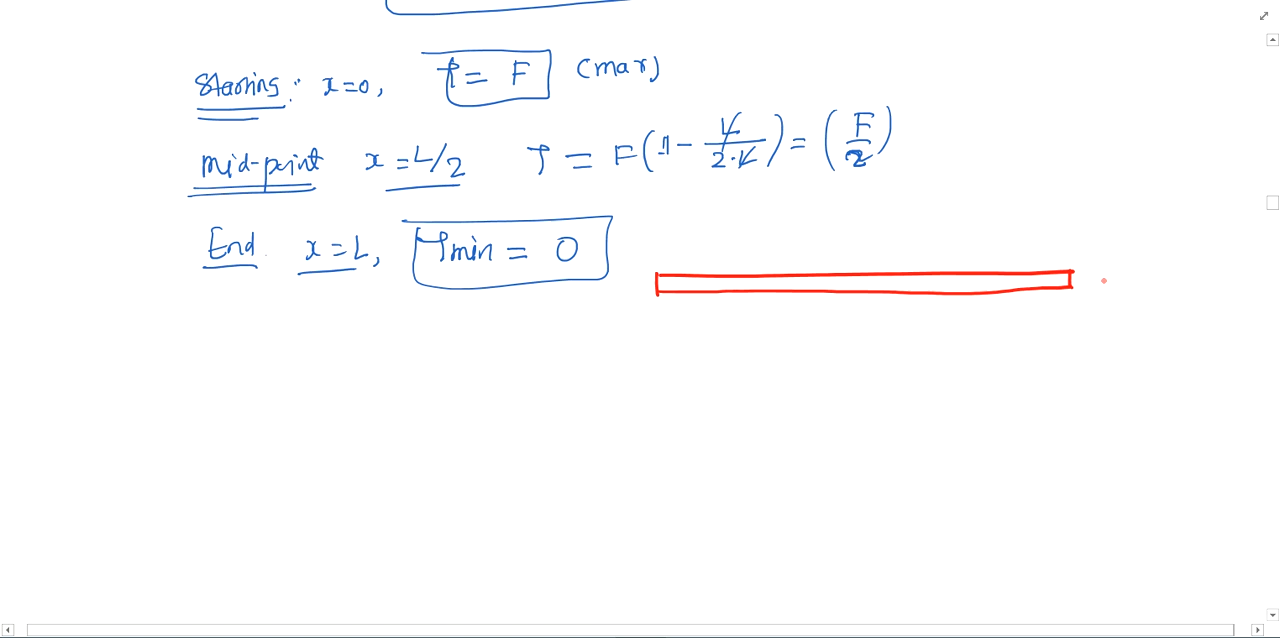 Starting: x=0, T = F (max)
Mid-point x = L/2 T = F(1 - L/2·L) = (F/2)
End. x = L, Tmin = 0